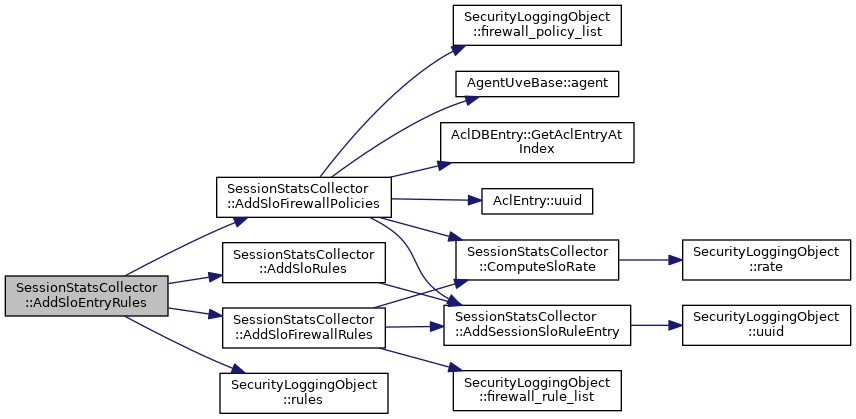 SecurityLoggingObject
::firewall_policy_list
AgentUveBase::agent
AclDBEntry::GetAclEntryAt
Index
SessionStatsCollector
::AddSloFirewallPolicies
AclEntry::uuid
SessionStatsCollector
::AddSloRules
SessionStatsCollector
::ComputeSloRate
SecurityLoggingObject
::rate
SessionStatsCollector
::AddSloEntryRules
SessionStatsCollector
::AddSloFirewallRules
SessionStatsCollector
::AddSessionSloRuleEntry
SecurityLoggingObject
::uuid
SecurityLoggingObject
::rules
SecurityLoggingObject
::firewall_rule_list